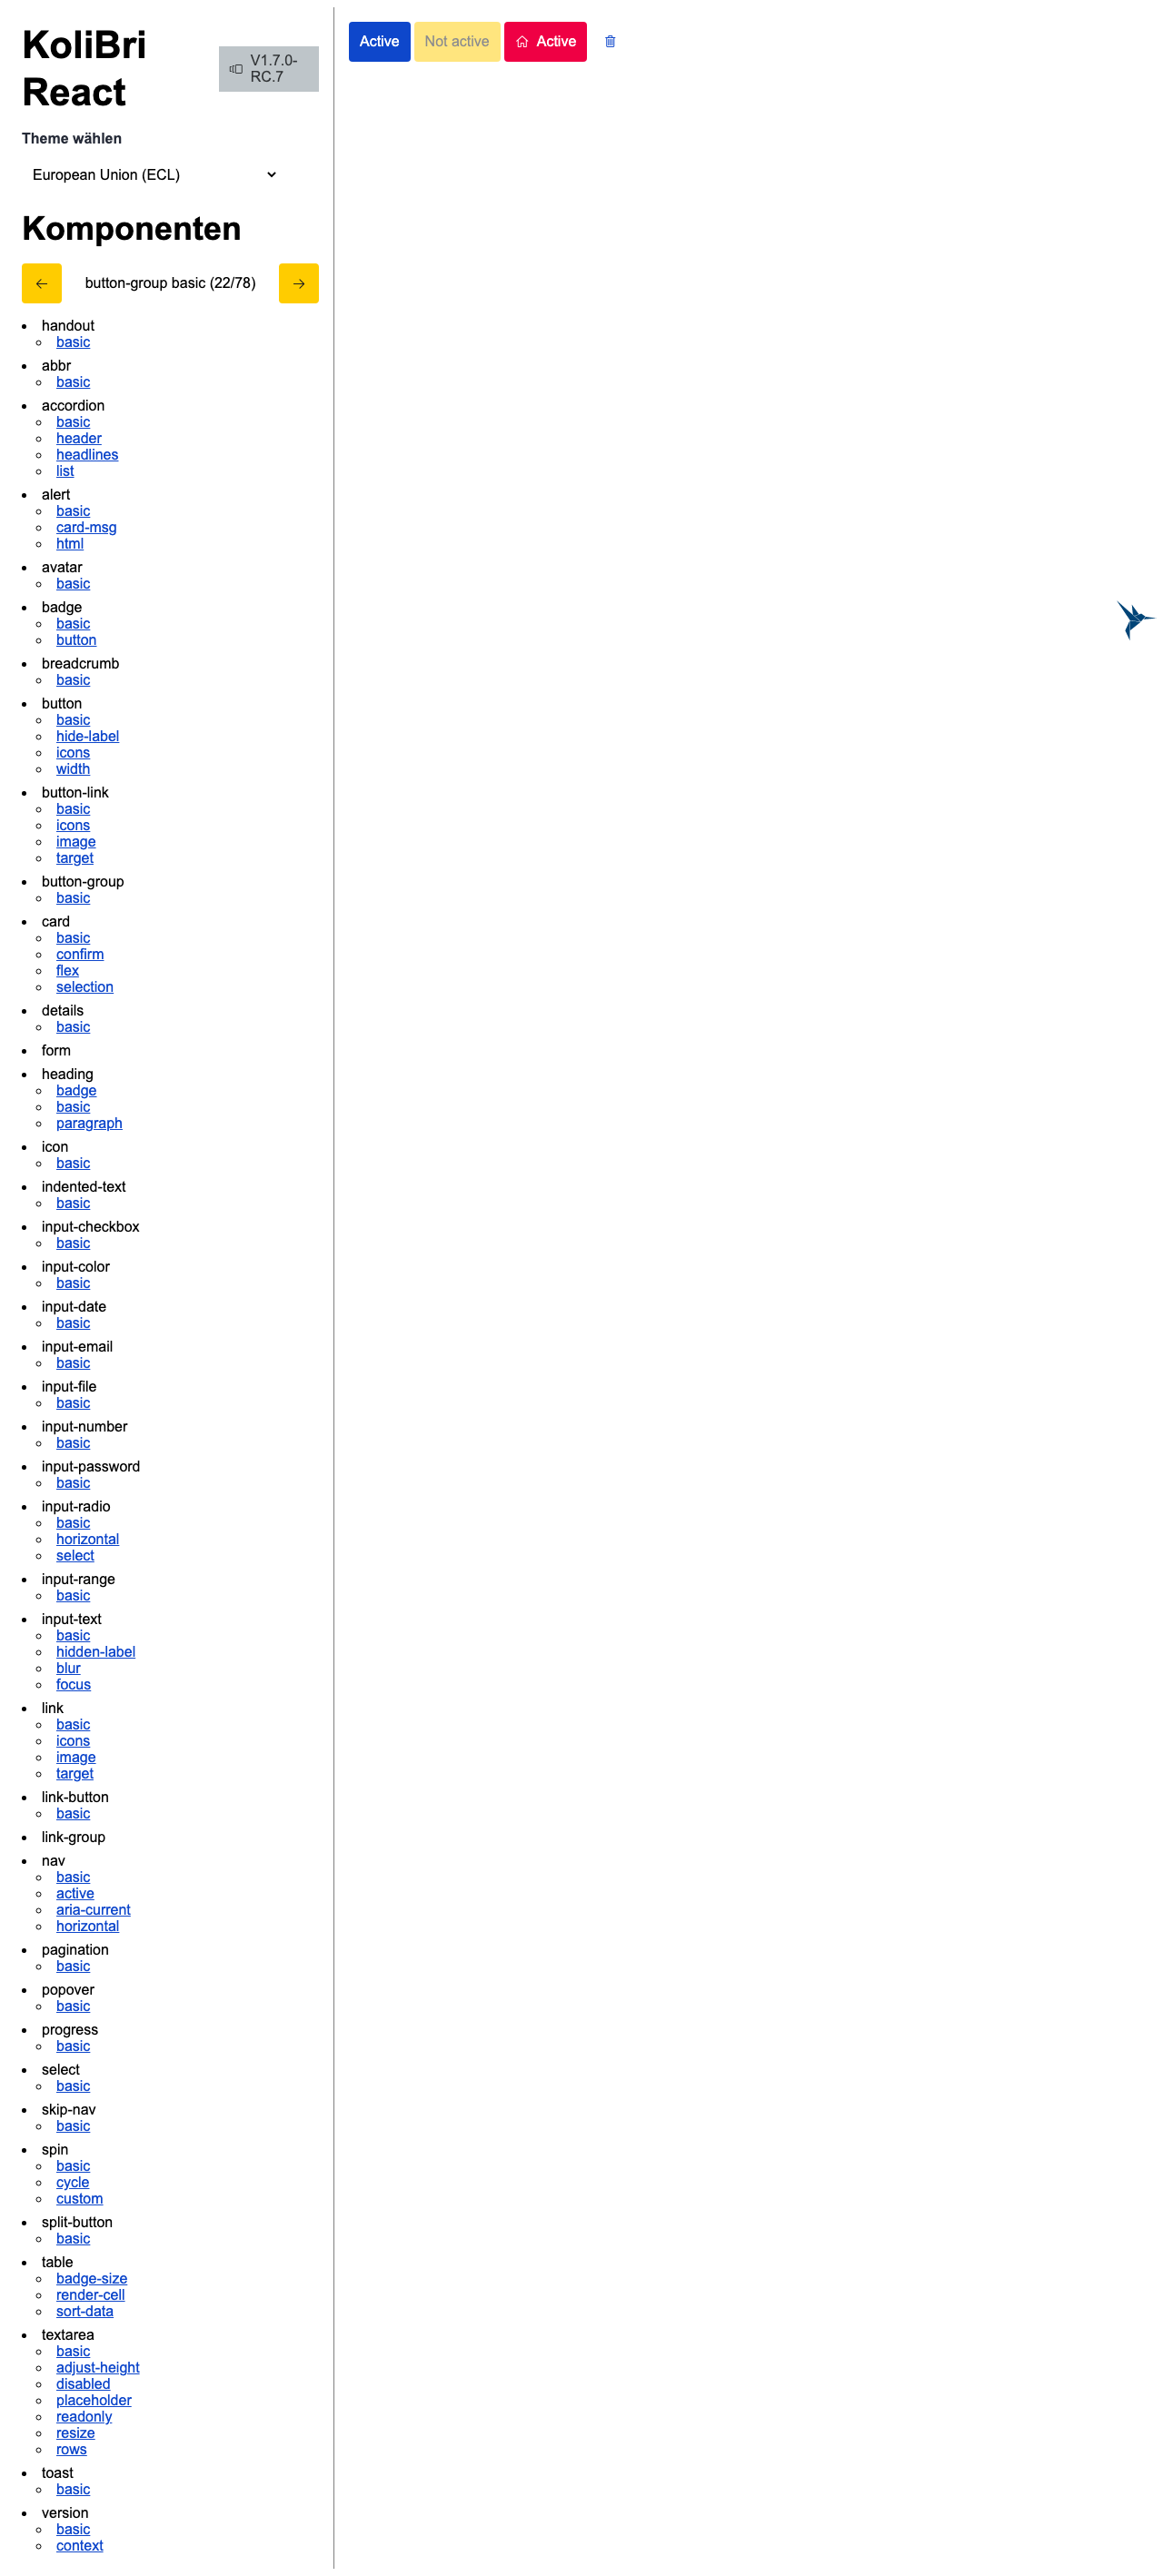 KoliBri
React
V1.7.0-
RC.7
Theme wählen
European Union (ECL)
Komponenten
button-group basic (22/78)
handout
basic
abbr
basic
accordion
basic
header
headlines
list
alert
basic
card-msg
html
avatar
basic
badge
basic
button
breadcrumb
basic
button
basic
hide-label
icons
width
button-link
basic
icons
image
target
button-group
basic
card
basic
confirm
flex
selection
details
basic
form
heading
badge
basic
paragraph
icon
basic
indented-text
basic
input-checkbox
basic
input-color
basic
input-date
basic
input-email
basic
input-file
basic
input-number
basic
input-password
basic
input-radio
basic
horizontal
select
input-range
basic
input-text
basic
hidden-label
blur
focus
link
basic
icons
image
target
link-button
basic
link-group
nav
basic
active
aria-current
horizontal
pagination
basic
popover
basic
progress
basic
select
basic
skip-nav
basic
spin
basic
cycle
custom
split-button
basic
table
badge-size
render-cell
sort-data
textarea
basic
adjust-height
disabled
placeholder
readonly
resize
rows
toast
basic
version
basic
context
Active Not active Active